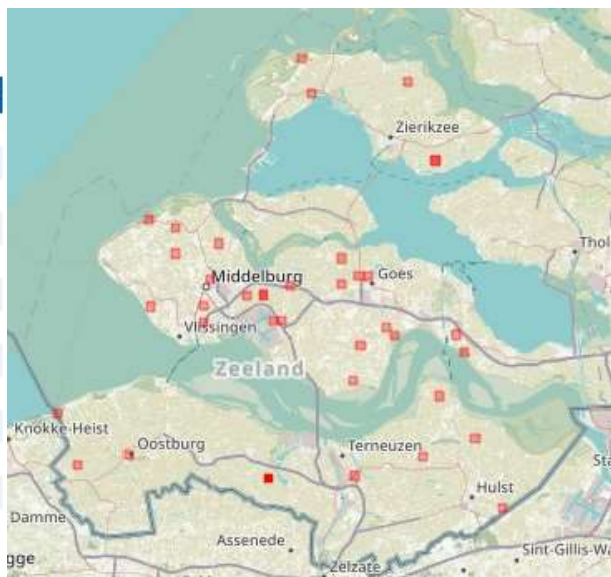 Zierikzee
Thol
Middelburg
Goes
Vlissingen
Zeeland
Knokke-Heist
Oostburg
Terneuzen
Sta
Hulst
Damme
Assenede
gge
Sint-Gillis-Wa
Zelzate